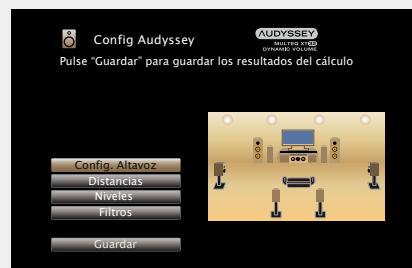 Config Audyssey
AUDYSSEY
MULTEQ XT32
DYNAMIC VOLUME
Pulse “Guardar” para guardar los resultados del cálculo
Config. Altavoz
Distancias
Niveles
Filtros
Guardar